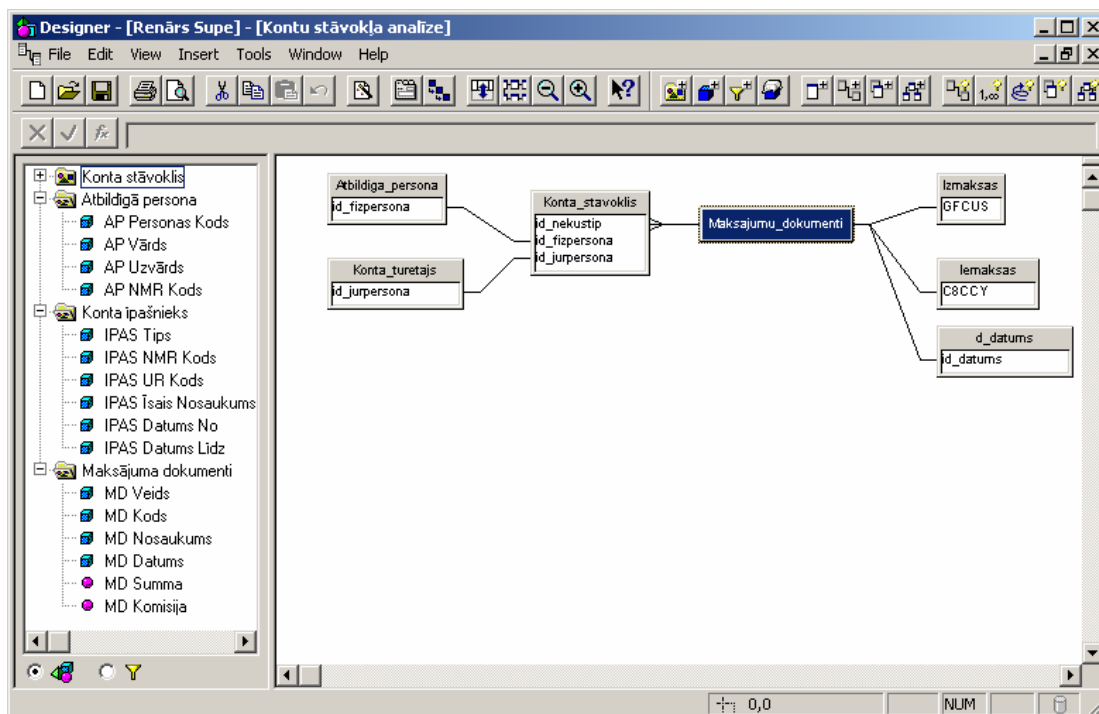 Designer - [Renārs Supe] - [Kontu stāvokļa analīze]
File Edit View Insert Tools Window Help
Konta stāvoklis
Atbildīgā persona
AP Personas Kods
AP Vārds
AP Uzvārds
AP NMR Kods
Konta īpašnieks
IPAS Tips
IPAS NMR Kods
IPAS UR Kods
IPAS Īsais Nosaukums
IPAS Datums No
IPAS Datums Līdz
Maksājuma dokumenti
MD Veids
MD Kods
MD Nosaukums
MD Datums
MD Summa
MD Komisija
Atbildiga_persona
id_fizpersona
Konta_turetajs
id_jurpersona
Konta_stavoklis
id_nekustip
id_fizpersona
id_jurpersona
Maksajumu_dokumenti
Izmaksas
GFCUS
Iemaksas
C8CCY
d_datums
id_datums
0,0
NUM